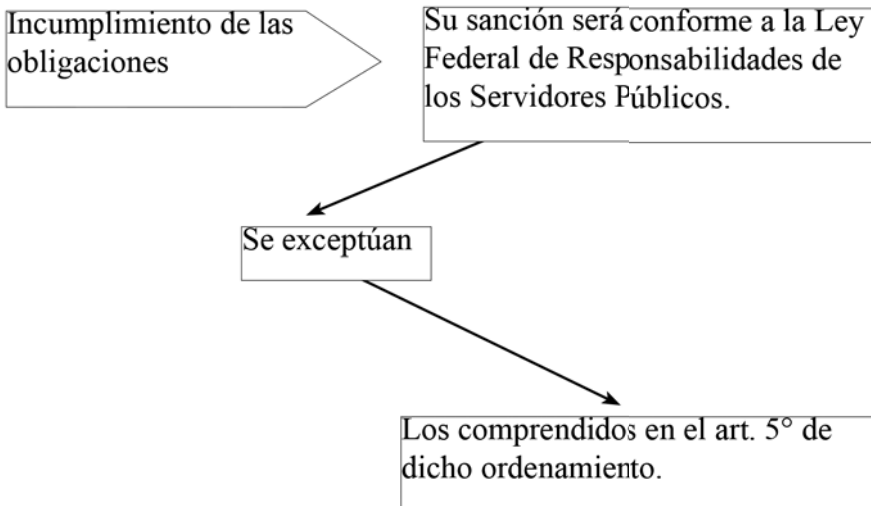 Incumplimiento de las
obligaciones
Su sanción será conforme a la Ley
Federal de Responsabilidades de
los Servidores Públicos.
Se exceptúan
Los comprendidos en el art. 5° de
dicho ordenamiento.